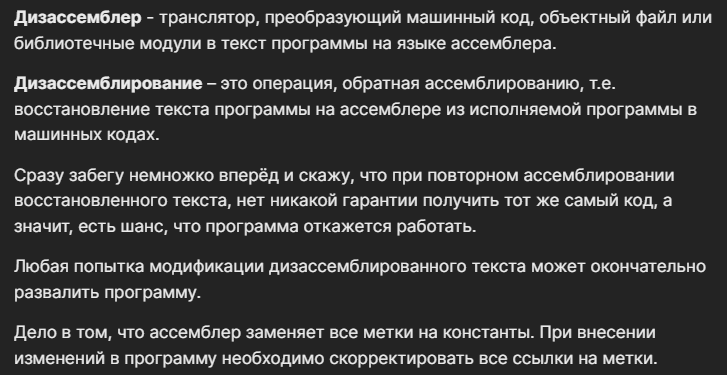 Дизассемблер - транслятор, преобразующий машинный код, объектный файл или
библиотечные модули в текст программы на языке ассемблера.
Дизассемблирование – это операция, обратная ассемблированию, т.е.
восстановление текста программы на ассемблере из исполняемой программы в
машинных кодах.
Сразу забегу немножко вперёд и скажу, что при повторном ассемблировании
восстановленного текста, нет никакой гарантии получить тот же самый код, а
значит, есть шанс, что программа откажется работать.
Любая попытка модификации дизассемблированного текста может окончательно
развалить программу.
Дело в том, что ассемблер заменяет все метки на константы. При внесении
изменений в программу необходимо скорректировать все ссылки на метки.